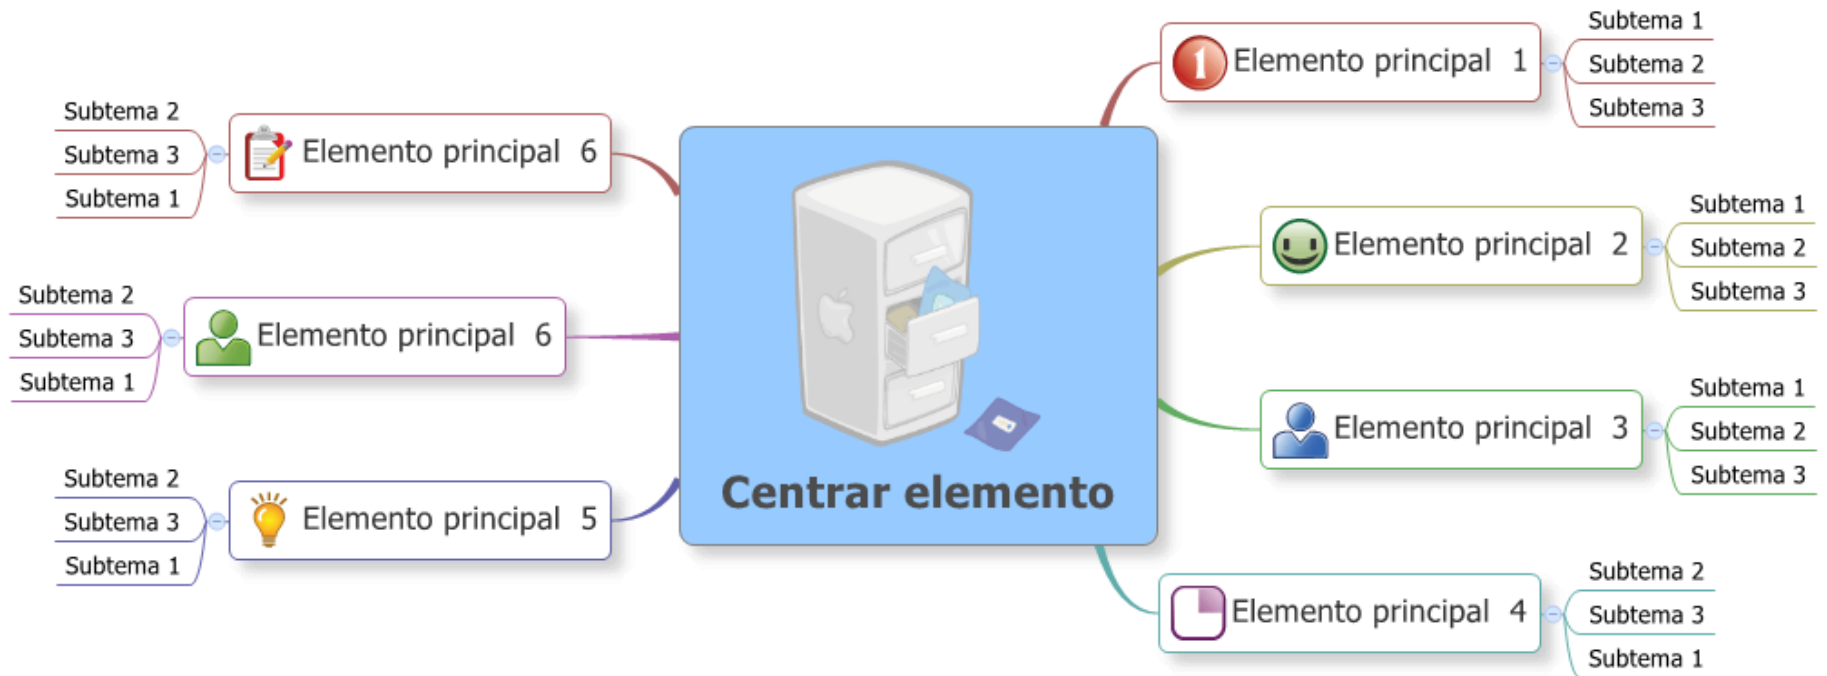 Centrar elemento
Elemento principal 1
Subtema 1
Subtema 2
Subtema 3
Elemento principal 2
Subtema 1
Subtema 2
Subtema 3
Elemento principal 3
Subtema 1
Subtema 2
Subtema 3
Elemento principal 4
Subtema 2
Subtema 3
Subtema 1
Elemento principal 5
Subtema 2
Subtema 3
Subtema 1
Elemento principal 6
Subtema 2
Subtema 3
Subtema 1
Elemento principal 6
Subtema 2
Subtema 3
Subtema 1
1